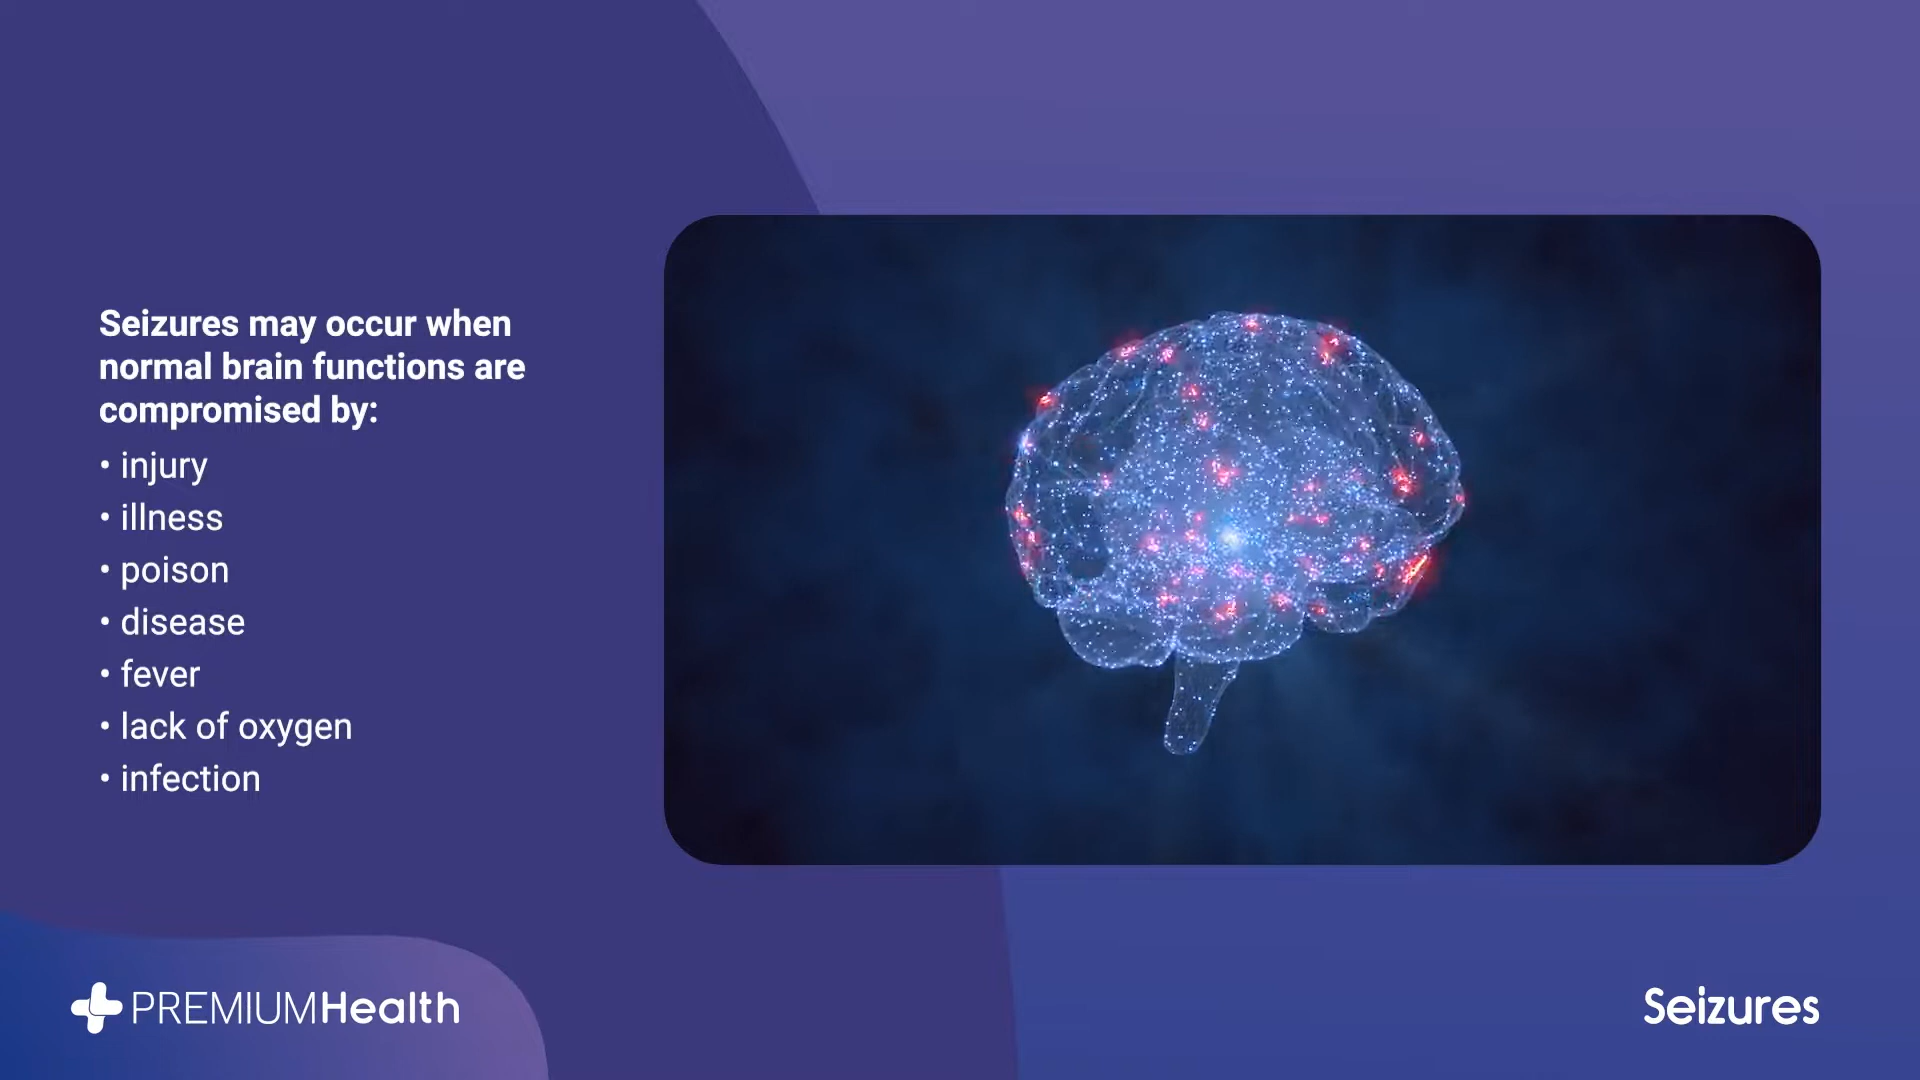 Seizures may occur when
normal brain functions are
compromised by:
• injury
• illness
• poison
• disease
• fever
• lack of oxygen
• infection
PREMIUMHealth
Seizures